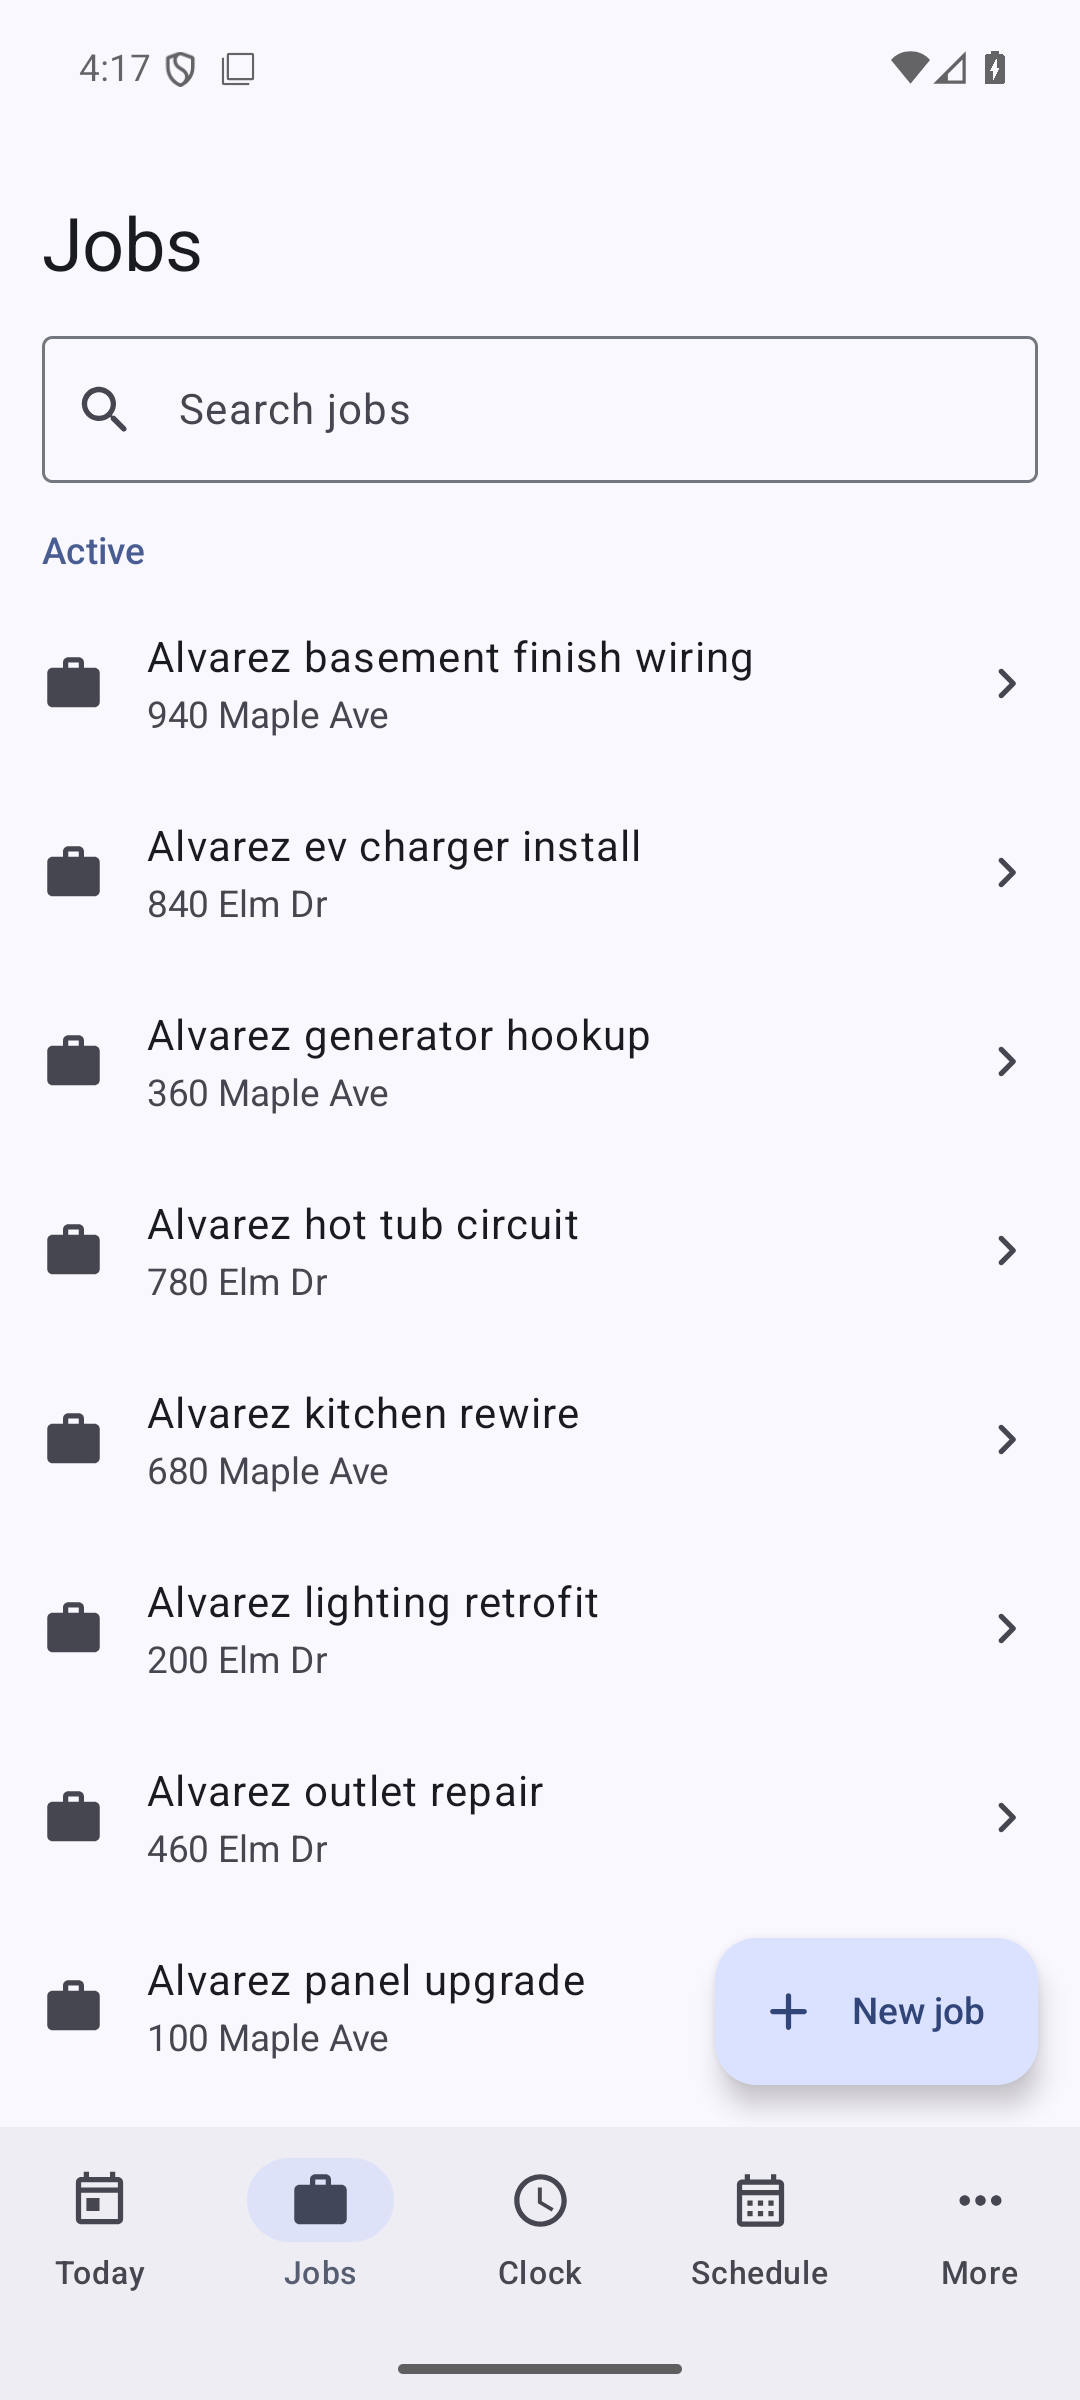 4:17
Jobs
Search jobs
Active
Alvarez basement finish wiring
940 Maple Ave
Alvarez ev charger install
840 Elm Dr
Alvarez generator hookup
360 Maple Ave
Alvarez hot tub circuit
780 Elm Dr
Alvarez kitchen rewire
680 Maple Ave
Alvarez lighting retrofit
200 Elm Dr
Alvarez outlet repair
460 Elm Dr
Alvarez panel upgrade
100 Maple Ave
New job
Today
Jobs
Clock
Schedule
More